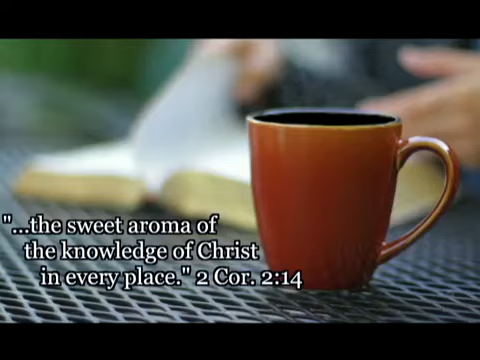 "...the sweet aroma of
the knowledge of Christ
in every place." 2 Cor. 2:14